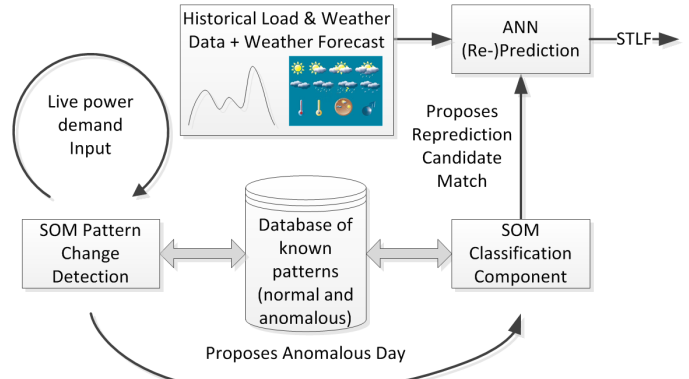 Historical Load & Weather
Data + Weather Forecast
ANN
(Re-)Prediction
STLF
Live power
demand
Input
Proposes
Reprediction
Candidate
Match
SOM Pattern
Change
Detection
Database of
known
patterns
(normal and
anomalous)
SOM
Classification
Component
Proposes Anomalous Day